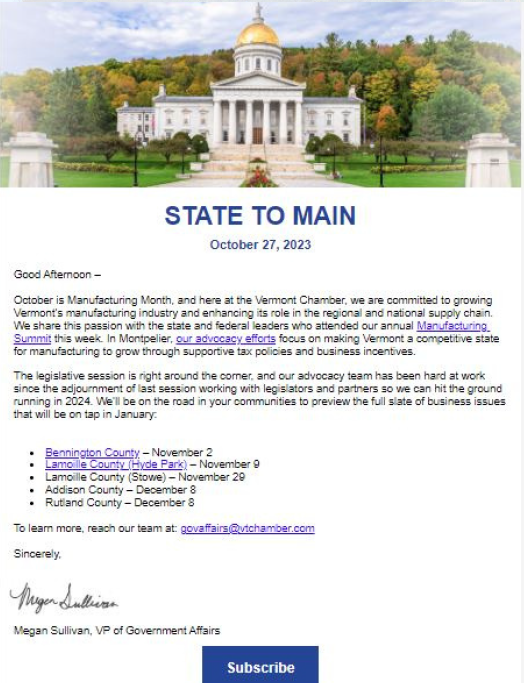 STATE TO MAIN
October 27, 2023
Good Afternoon –
October is Manufacturing Month, and here at the Vermont Chamber, we are committed to growing
Vermont's manufacturing industry and enhancing its role in the regional and national supply chain.
We share this passion with the state and federal leaders who attended our annual Manufacturing
Summit this week. In Montpelier, our advocacy efforts focus on making Vermont a competitive state
for manufacturing to grow through supportive tax policies and business incentives.
The legislative session is right around the corner, and our advocacy team has been hard at work
since the adjournment of last session working with legislators and partners so we can hit the ground
running in 2024. We'll be on the road in your communities to preview the full slate of business issues
that will be on tap in January:
• Bennington County – November 2
• Lamoille County (Hyde Park) – November 9
• Lamoille County (Stowe) – November 29
• Addison County – December 8
• Rutland County – December 8
To learn more, reach our team at: govaffairs@vtchamber.com
Sincerely,
Megan Sullivan
Megan Sullivan, VP of Government Affairs
Subscribe